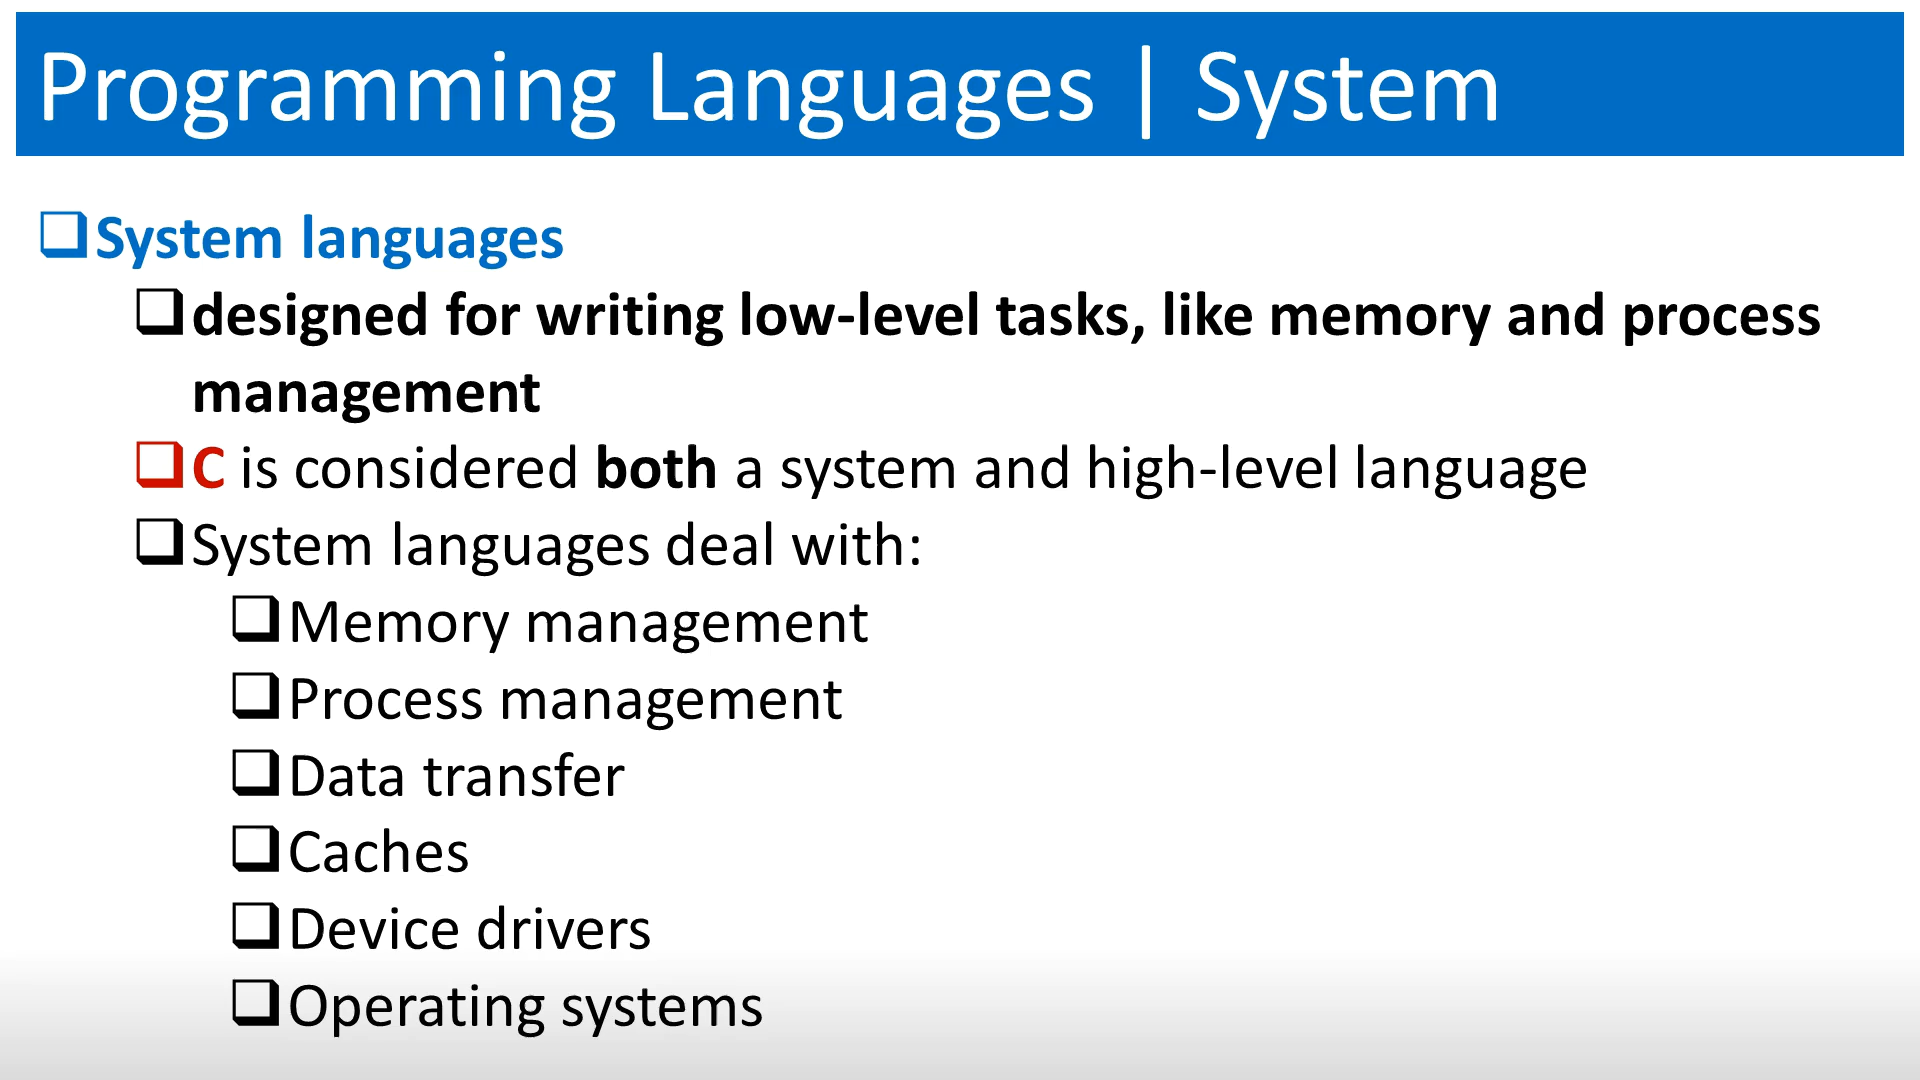 Programming Languages | System
System languages
designed for writing low-level tasks, like memory and process
management
C is considered both a system and high-level language
System languages deal with:
Memory management
Process management
Data transfer
Caches
Device drivers
Operating systems